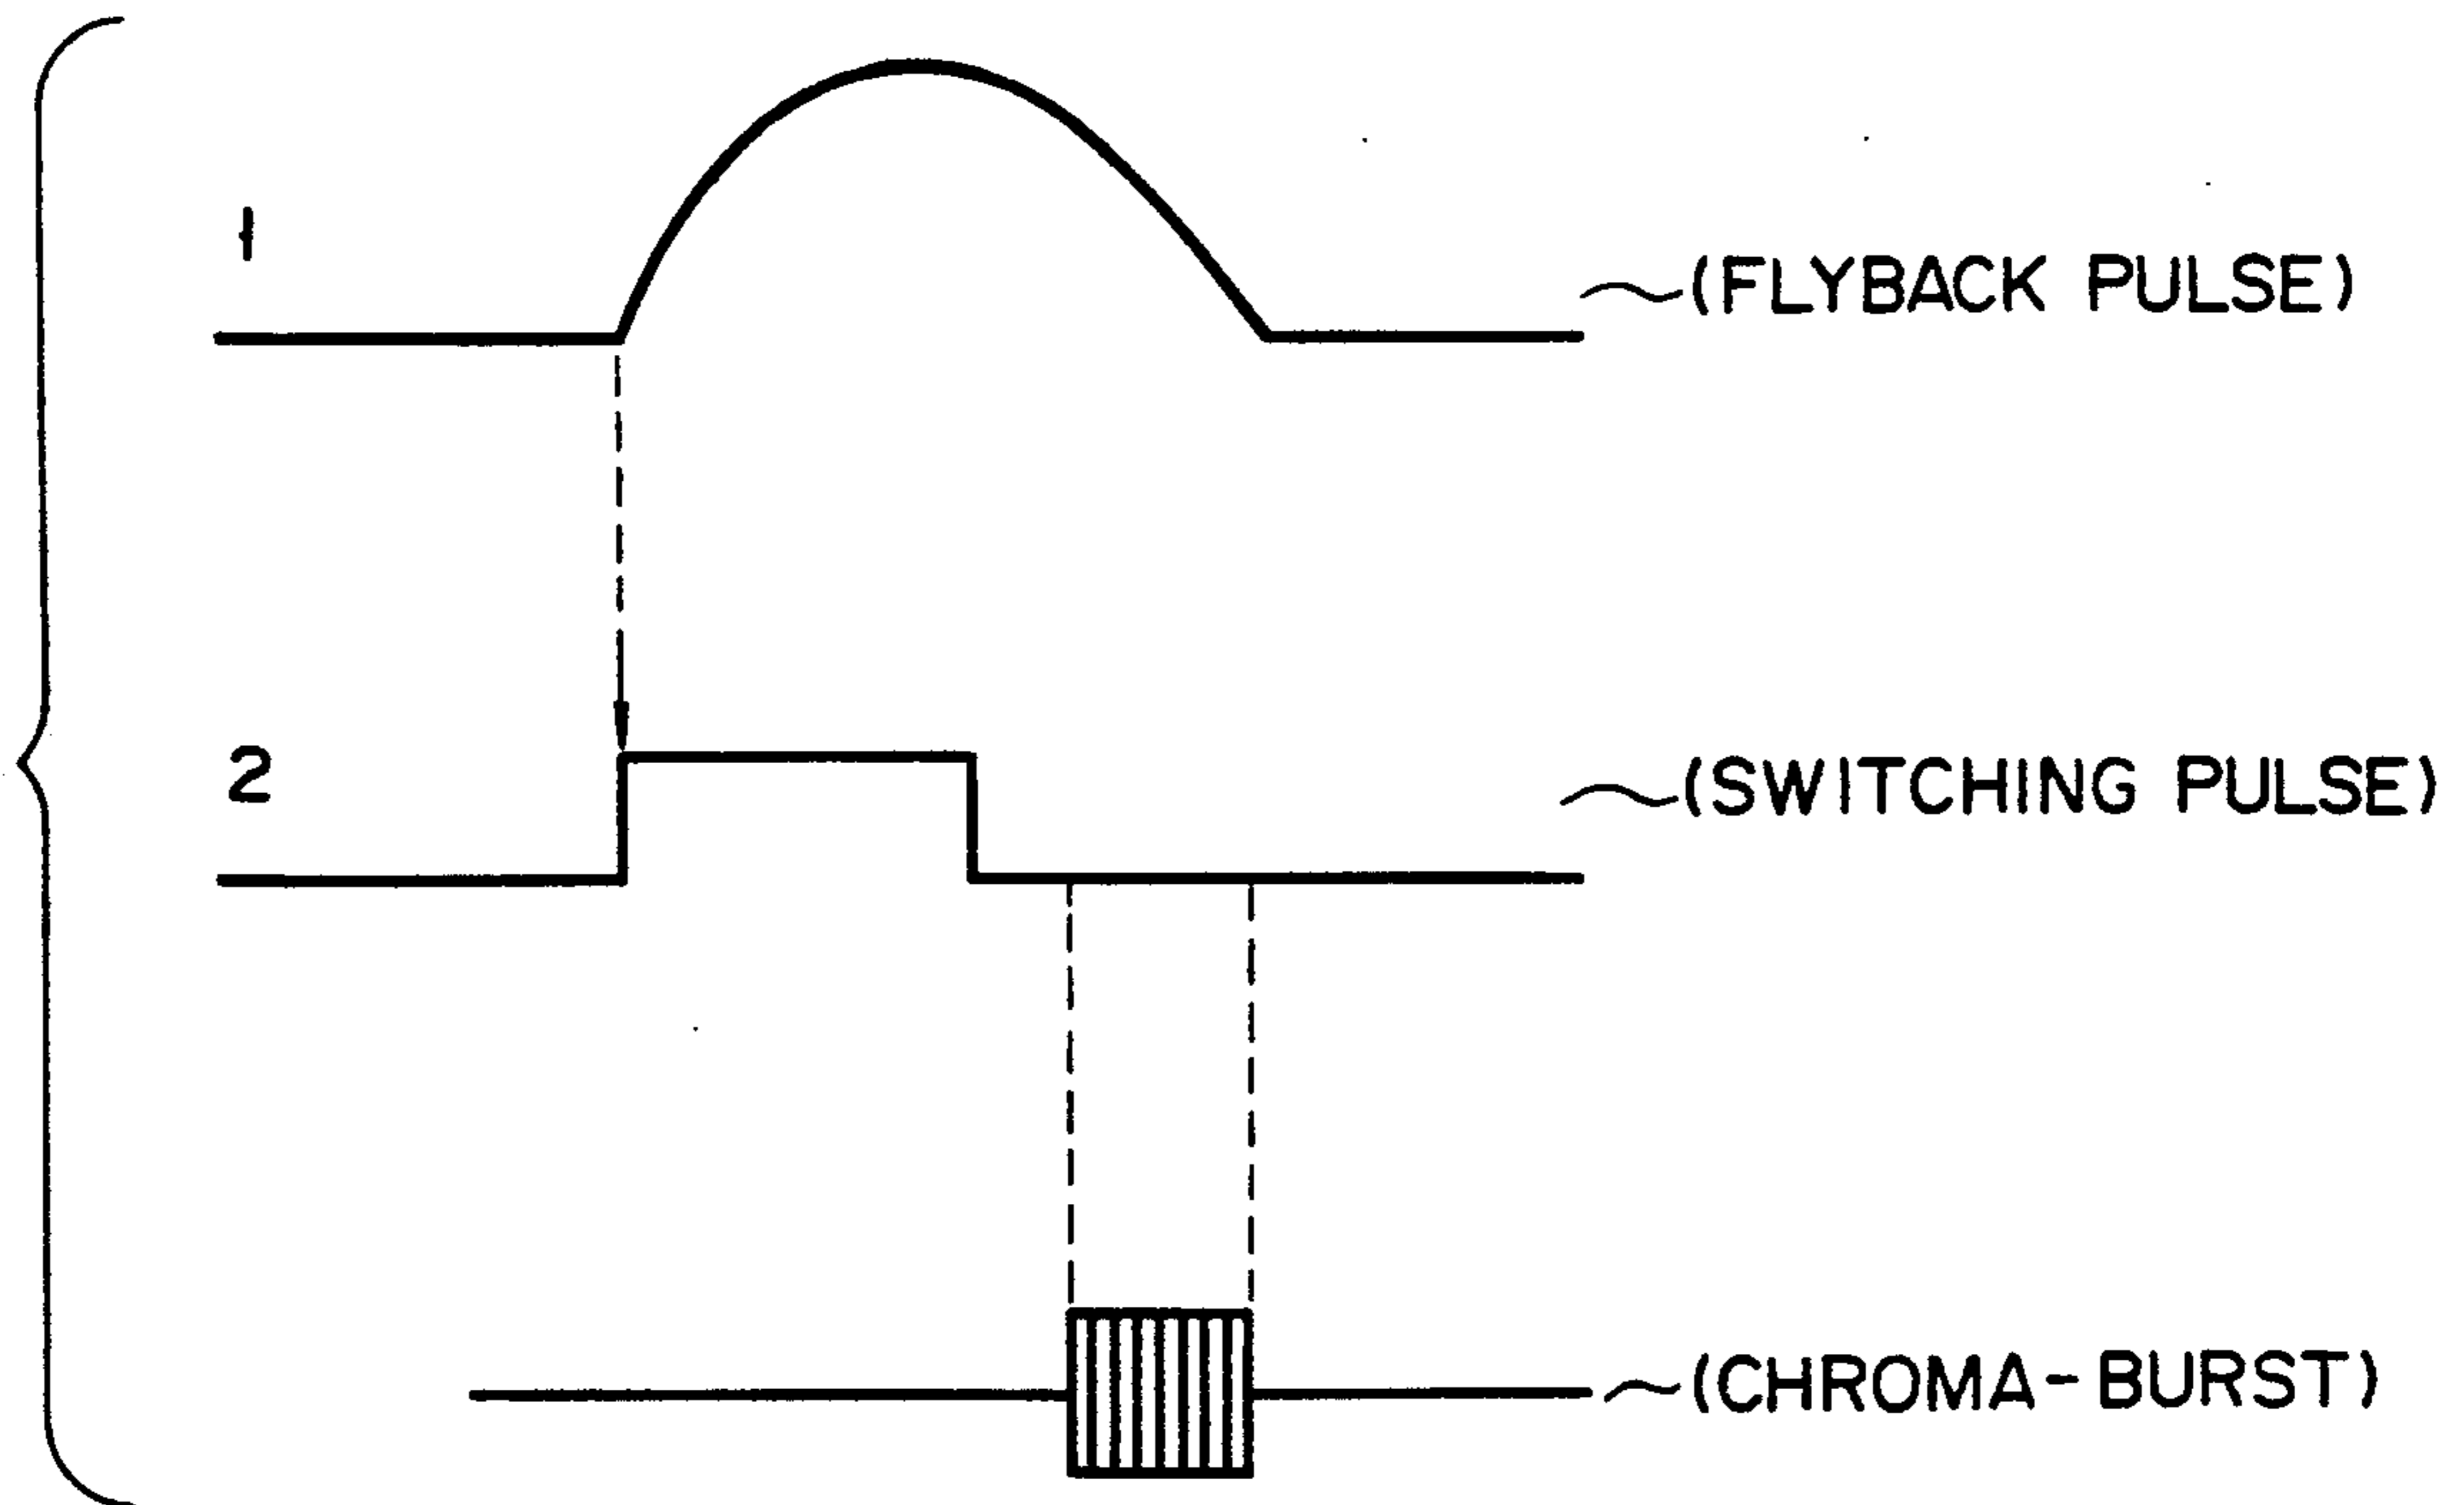 1
(FLYBACK PULSE)
2
(SWITCHING PULSE)
(CHROMA-BURST)